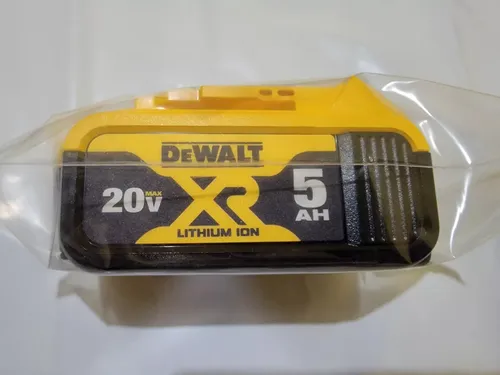 DEWALT
20V MAX
XR
5
AH
LITHIUM ION